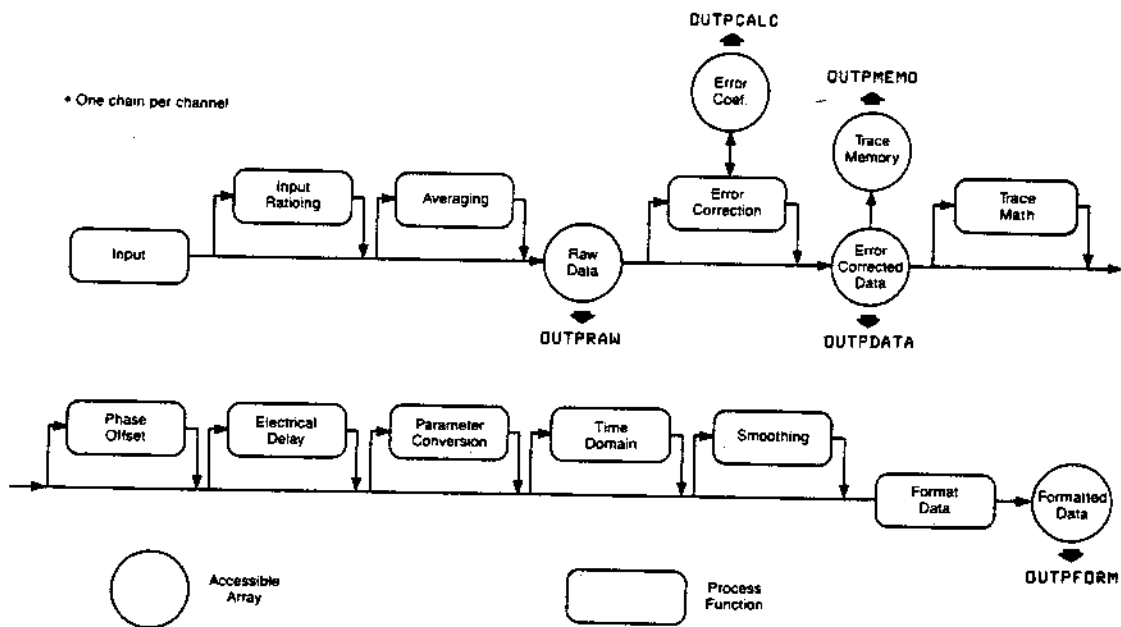 OUTPCALC
Error
Coef.
OUTPMEMO
* One chain per channel
Trace
Memory
Input
Ratioing
Averaging
Error
Correction
Trace
Math
Input
Raw
Data
Error
Corrected
Data
OUTPRAW
OUTPDATA
Phase
Offset
Electrical
Delay
Parameter
Conversion
Time
Domain
Smoothing
Format
Data
Formatted
Data
OUTPFORM
Accessible
Array
Process
Function